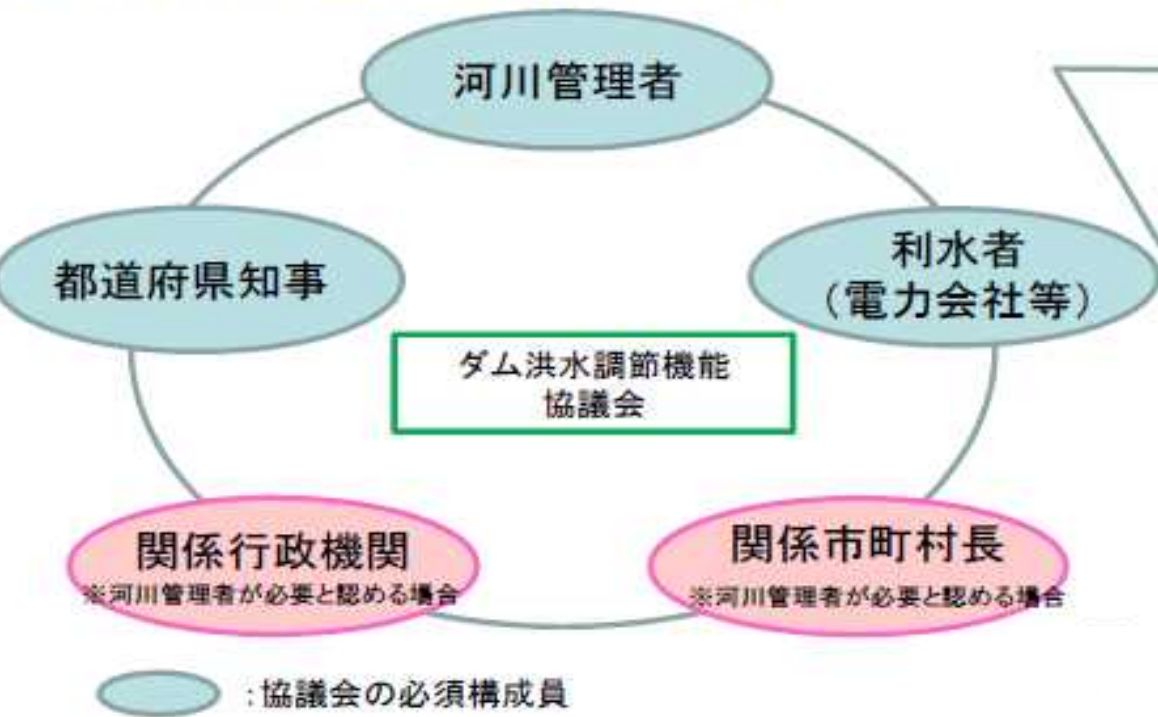 河川管理者
都道府県知事
利水者
（電力会社等）
ダム洪水調節機能
協議会
関係行政機関
※河川管理者が必要と認める場合
関係市町村長
※河川管理者が必要と認める場合
：協議会の必須構成員